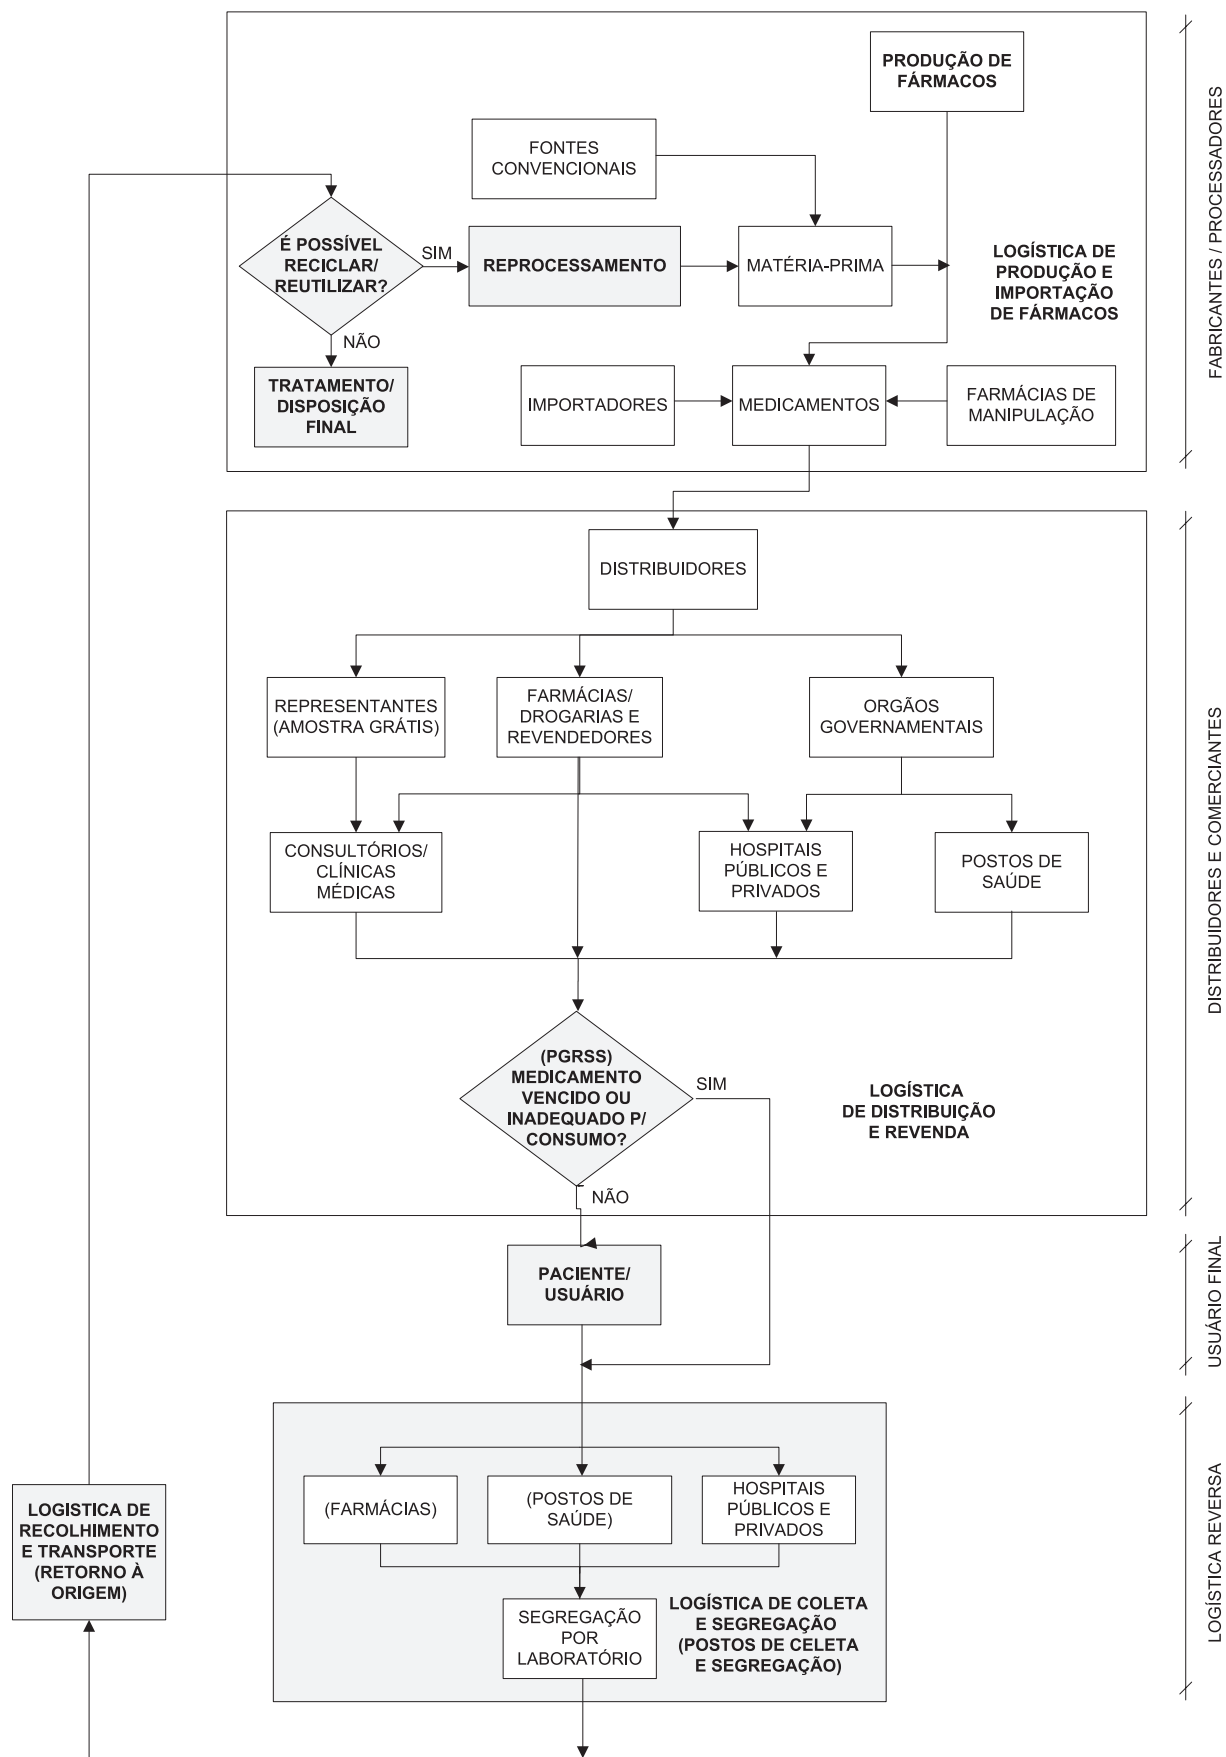 PRODUÇÃO DE
FÁRMACOS
FONTES
CONVENCIONAIS
É POSSÍVEL
RECICLAR/
REUTILIZAR?
SIM
REPROCESSAMENTO
MATÉRIA-PRIMA
LOGÍSTICA DE
PRODUÇÃO E
IMPORTAÇÃO
DE FÁRMACOS
NÃO
TRATAMENTO/
DISPOSIÇÃO
FINAL
IMPORTADORES
MEDICAMENTOS
FARMÁCIAS DE
MANIPULAÇÃO
FABRICANTES / PROCESSADORES
DISTRIBUIDORES
REPRESENTANTES
(AMOSTRA GRÁTIS)
FARMÁCIAS/
DROGARIAS E
REVENDEDORES
ORGÃOS
GOVERNAMENTAIS
CONSULTÓRIOS/
CLÍNICAS
MÉDICAS
HOSPITAIS
PÚBLICOS E
PRIVADOS
POSTOS DE
SAÚDE
(PGRSS)
MEDICAMENTO
VENCIDO OU
INADEQUADO P/
CONSUMO?
SIM
LOGÍSTICA
DE DISTRIBUIÇÃO
E REVENDA
NÃO
DISTRIBUIDORES E COMERCIANTES
PACIENTE/
USUÁRIO
USUÁRIO FINAL
(FARMÁCIAS)
(POSTOS DE
SAÚDE)
HOSPITAIS
PÚBLICOS E
PRIVADOS
LOGISTICA DE
RECOLHIMENTO
E TRANSPORTE
(RETORNO À
ORIGEM)
SEGREGAÇÃO
POR
LABORATÓRIO
LOGÍSTICA DE COLETA
E SEGREGAÇÃO
(POSTOS DE CELETA
E SEGREGAÇÃO)
LOGÍSTICA REVERSA